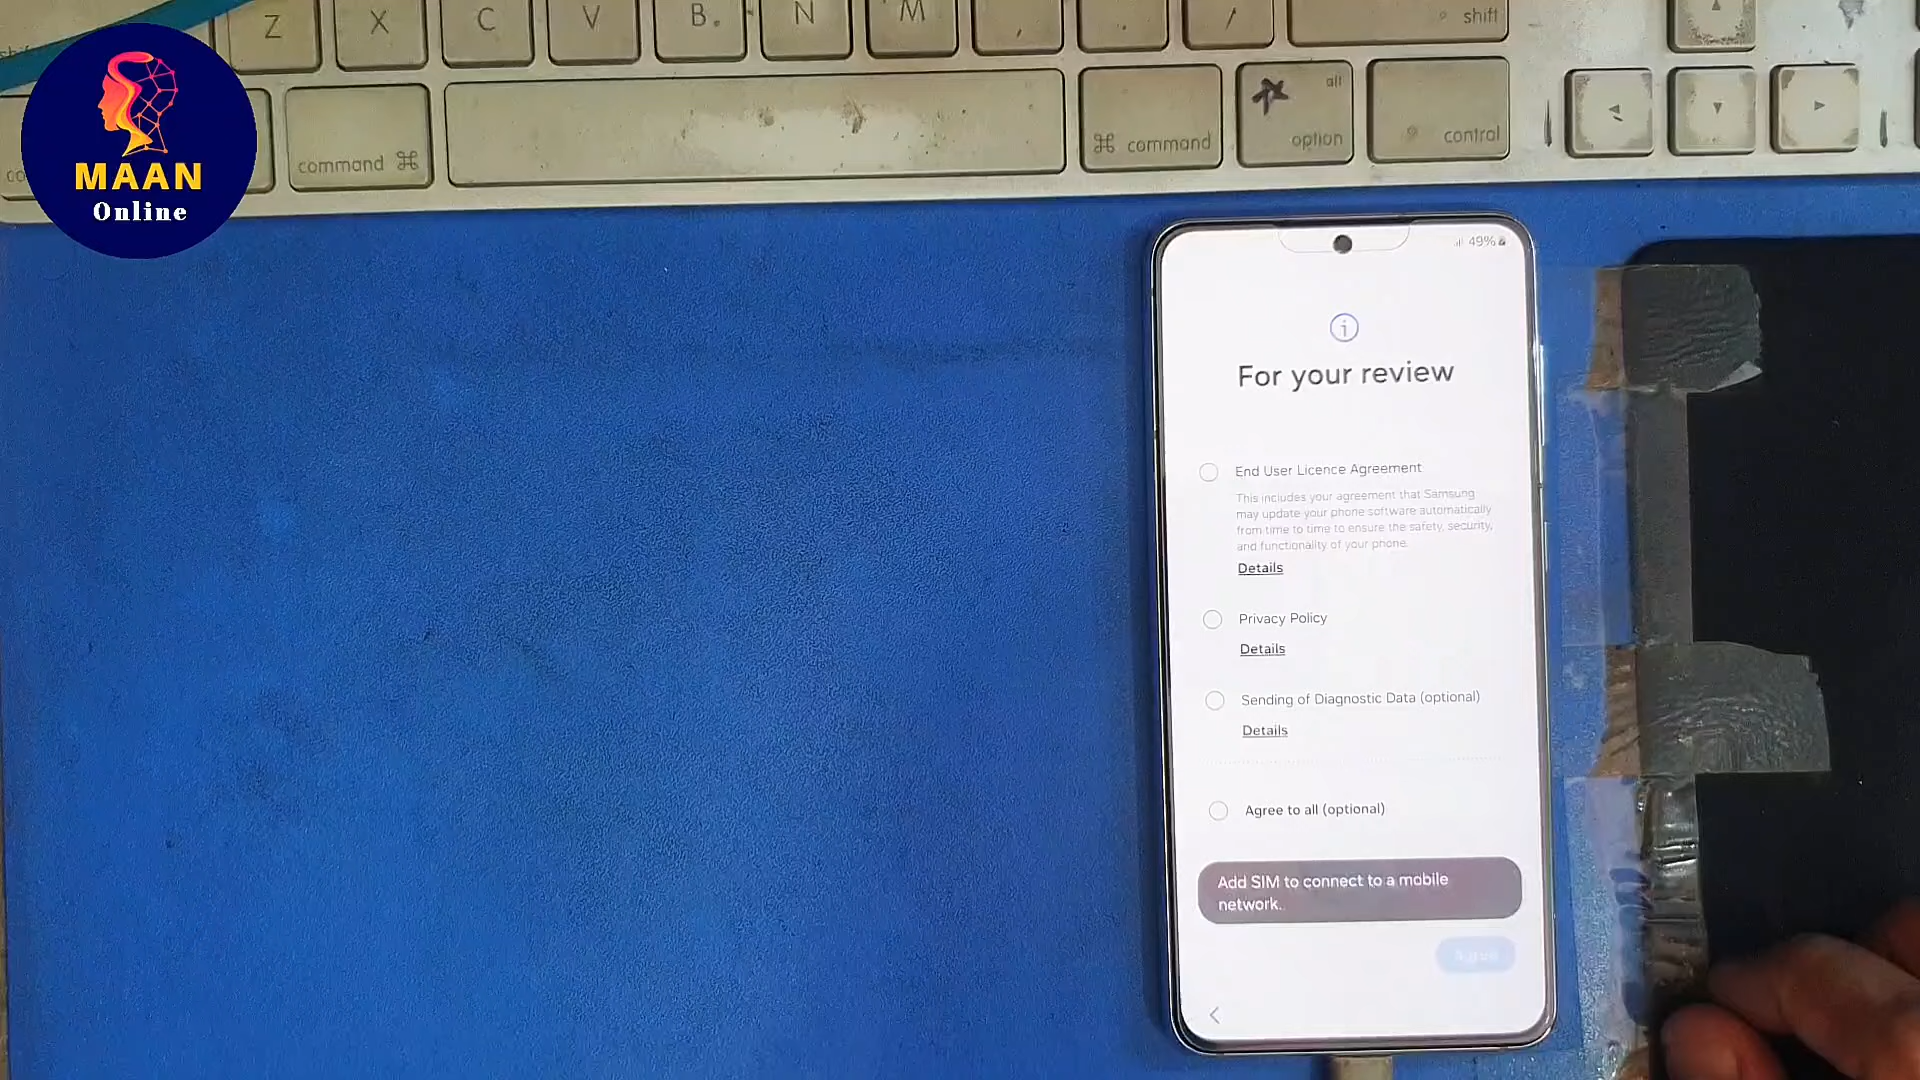 Z X C V B N M , . / shift
command ⌘
⌘ command
alt
option
control
MAAN
Online
49%
For your review
End User Licence Agreement
This includes your agreement that Samsung
may update your phone software automatically
from time to time to ensure the safety, security,
and functionality of your phone.
Details
Privacy Policy
Details
Sending of Diagnostic Data (optional)
Details
Agree to all (optional)
Add SIM to connect to a mobile
network.
Agree